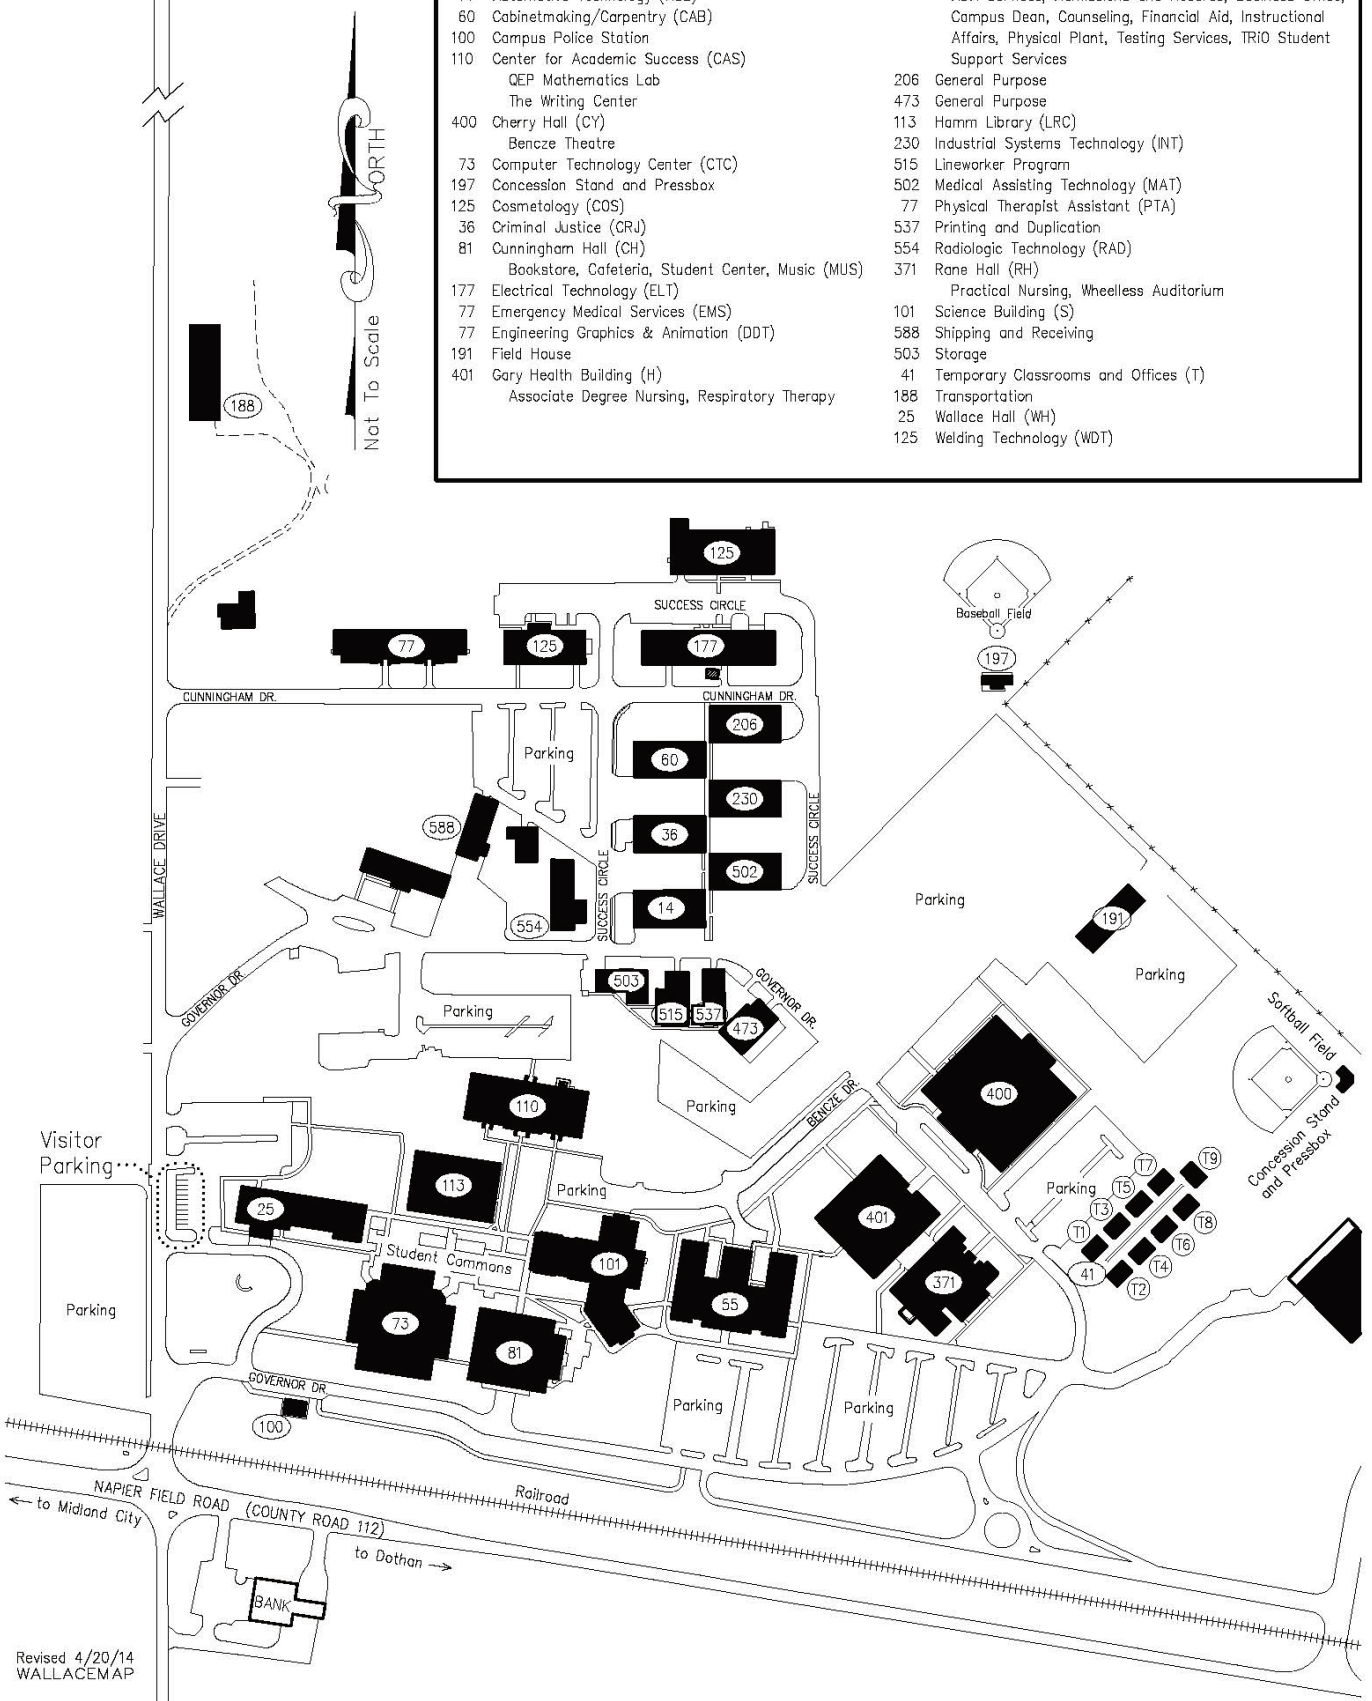 60 Cabinetmaking/Carpentry (CAB)
100 Campus Police Station
110 Center for Academic Success (CAS)
QEP Mathematics Lab
The Writing Center
400 Cherry Hall (CY)
Bencze Theatre
73 Computer Technology Center (CTC)
197 Concession Stand and Pressbox
125 Cosmetology (COS)
36 Criminal Justice (CRJ)
81 Cunningham Hall (CH)
Bookstore, Cafeteria, Student Center, Music (MUS)
177 Electrical Technology (ELT)
77 Emergency Medical Services (EMS)
77 Engineering Graphics & Animation (DDT)
191 Field House
401 Gary Health Building (H)
Associate Degree Nursing, Respiratory Therapy
Campus Dean, Counseling, Financial Aid, Instructional
Affairs, Physical Plant, Testing Services, TRiO Student
Support Services
206 General Purpose
473 General Purpose
113 Hamm Library (LRC)
230 Industrial Systems Technology (INT)
515 Lineworker Program
502 Medical Assisting Technology (MAT)
77 Physical Therapist Assistant (PTA)
537 Printing and Duplication
554 Radiologic Technology (RAD)
371 Rane Hall (RH)
Practical Nursing, Wheelless Auditorium
101 Science Building (S)
588 Shipping and Receiving
503 Storage
41 Temporary Classrooms and Offices (T)
188 Transportation
25 Wallace Hall (WH)
125 Welding Technology (WDT)
NORTH
Not To Scale
188
125
SUCCESS CIRCLE
Baseball Field
77
125
177
197
CUNNINGHAM DR.
CUNNINGHAM DR.
206
Parking
60
230
WALLACE DRIVE
588
36
SUCCESS CIRCLE
SUCCESS CIRCLE
502
Parking
14
191
554
Parking
GOVERNOR DR.
503
GOVERNOR DR.
Parking
515
537
473
Softball Field
400
110
Parking
BENCZE DR.
Concession Stand
and Pressbox
Visitor
Parking
113
Parking
Parking
T7
T9
T5
T3
T1
T8
T6
T4
T2
25
401
Student Commons
101
41
371
Parking
73
55
81
GOVERNOR DR.
Parking
Parking
100
Railroad
NAPIER FIELD ROAD (COUNTY ROAD 112)
← to Midland City
to Dothan →
BANK
Revised 4/20/14
WALLACEMAP